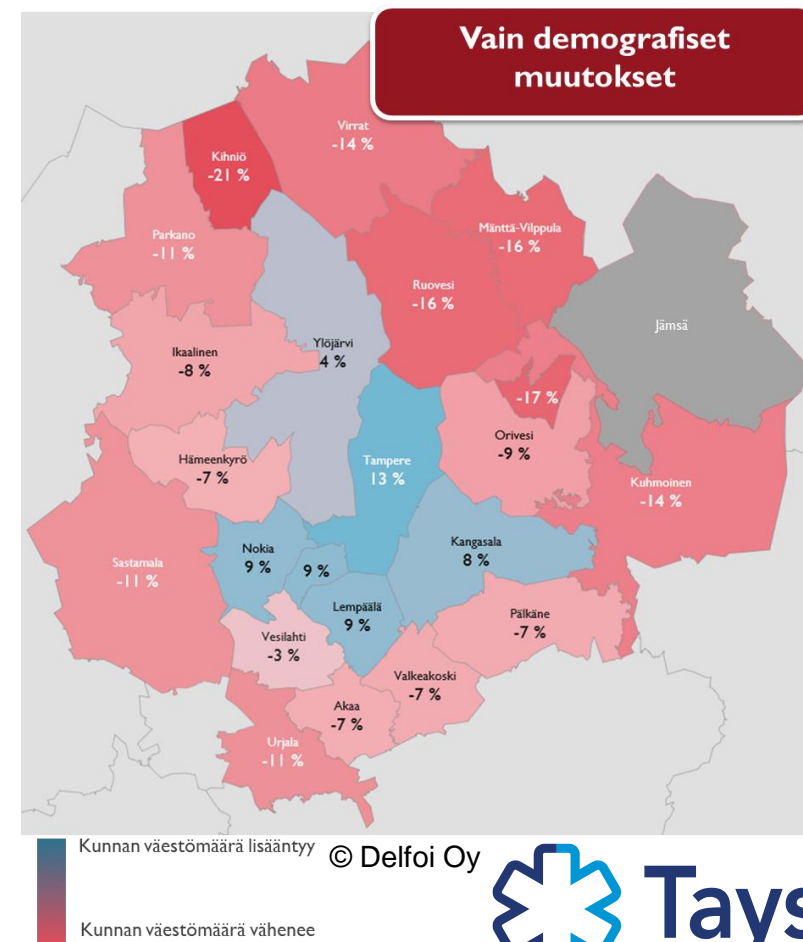 Vain demografiset
muutokset
Virrat
-14 %
Kihniö
-21 %
Mänttä-Vilppula
-16 %
Parkano
-11 %
Ruovesi
-16 %
Jämsä
Ylöjärvi
4 %
Ikaalinen
-8 %
-17 %
Orivesi
-9 %
Hämeenkyrö
-7 %
Tampere
13 %
Kuhmoinen
-14 %
Kangasala
8 %
Nokia
9 %
9 %
Sastamala
-11 %
Lempäälä
9 %
Pälkäne
-7 %
Vesilahti
-3 %
Valkeakoski
-7 %
Akaa
-7 %
Urjala
-11 %
Kunnan väestömäärä lisääntyy
© Delfoi Oy
Tays
Kunnan väestömäärä vähenee